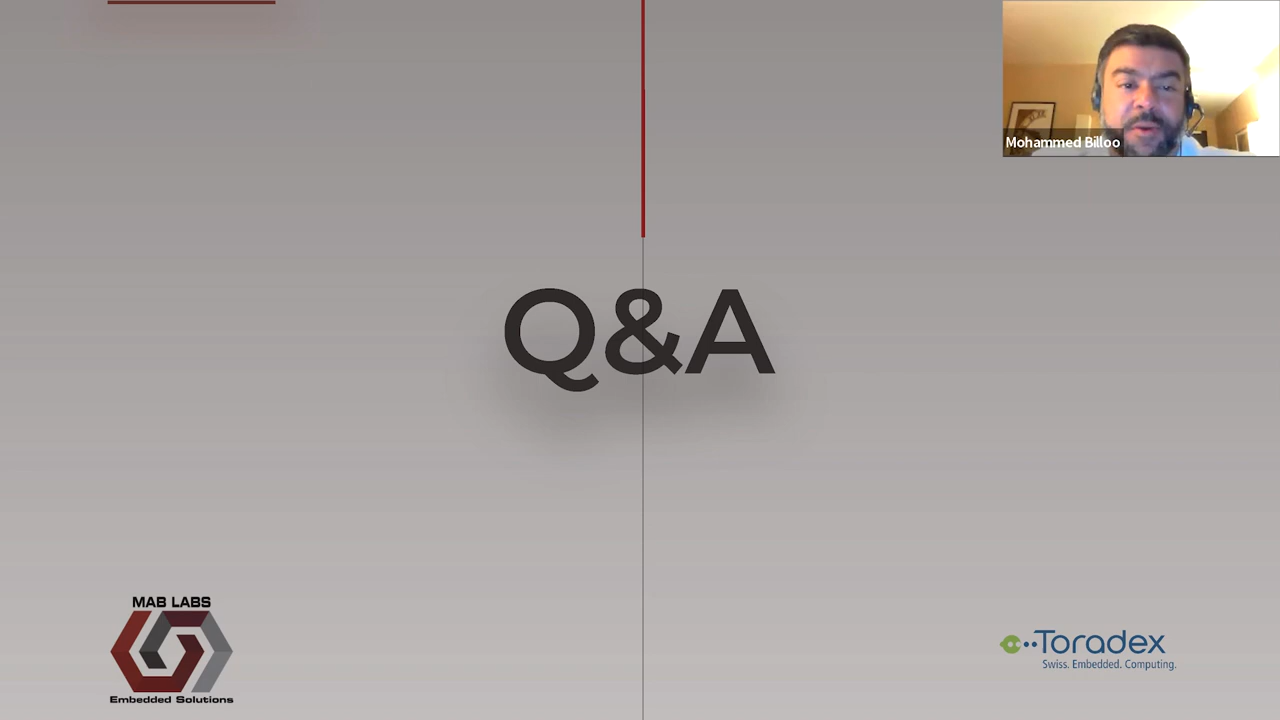 Mohammed Billoo
Q&A
MAB LABS
Embedded Solutions
Toradex
Swiss. Embedded. Computing.